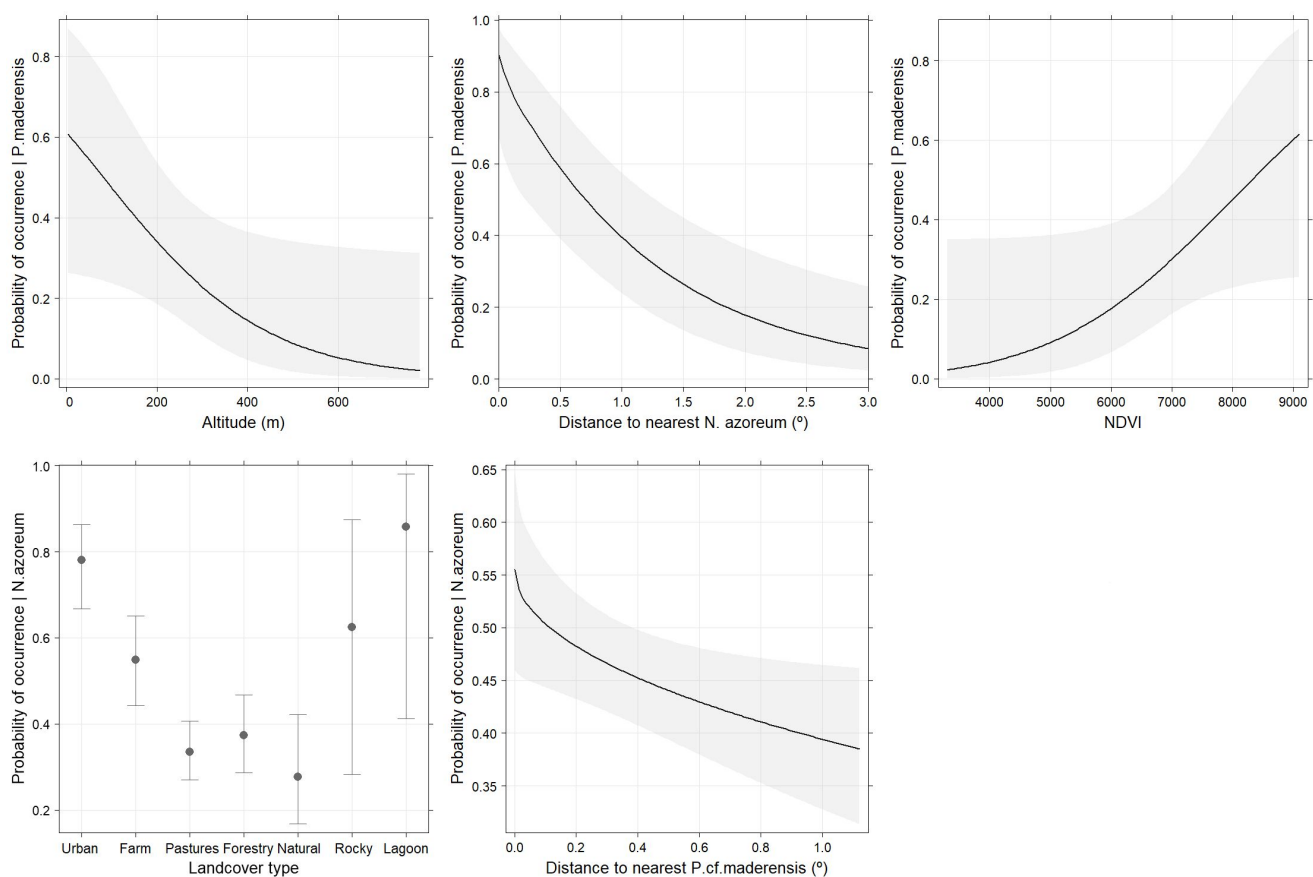 Probability of occurrence | P.maderensis
0.8
0.6
0.4
0.2
0.0
0 200 400 600
Altitude (m)
Probability of occurrence | P.maderensis
1.0
0.8
0.6
0.4
0.2
0.0
0.0 0.5 1.0 1.5 2.0 2.5 3.0
Distance to nearest N. azoreum (º)
Probability of occurrence | P.maderensis
0.8
0.6
0.4
0.2
0.0
4000 5000 6000 7000 8000 9000
NDVI
Probability of occurrence | N.azoreum
1.0
0.8
0.6
0.4
0.2
Urban Farm Pastures Forestry Natural Rocky Lagoon
Landcover type
Probability of occurrence | N.azoreum
0.65
0.60
0.55
0.50
0.45
0.40
0.35
0.0 0.2 0.4 0.6 0.8 1.0
Distance to nearest P.cf.maderensis (º)